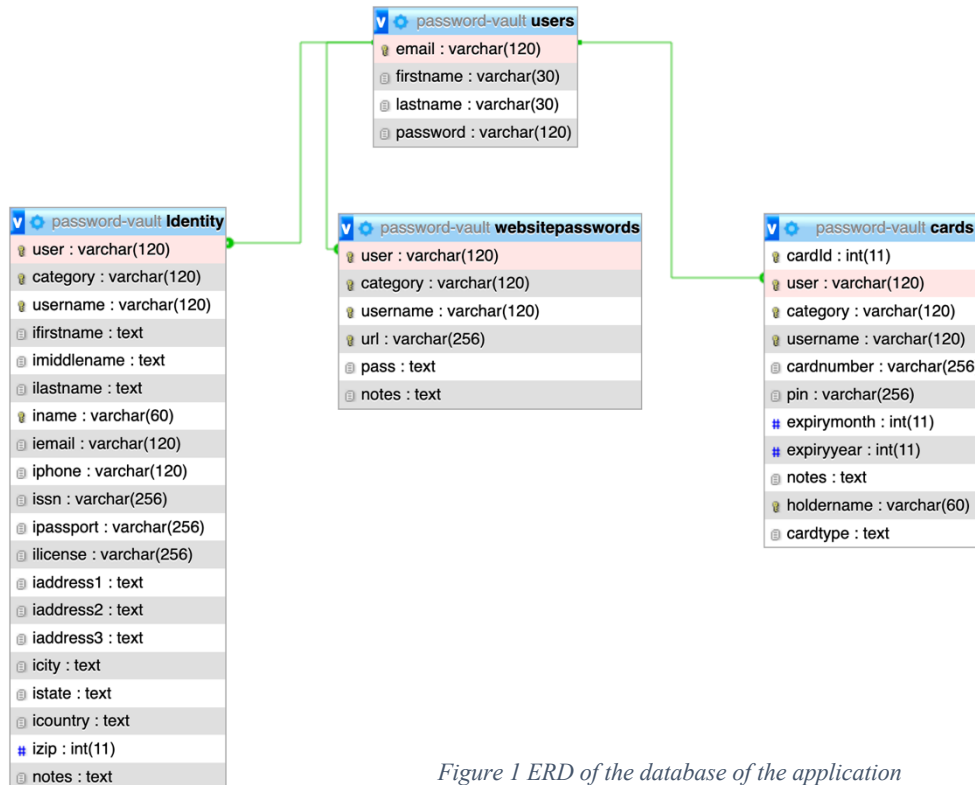 password-vault users
email : varchar(120)
firstname : varchar(30)
lastname : varchar(30)
password : varchar(120)
password-vault Identity
user : varchar(120)
category : varchar(120)
username : varchar(120)
ifirstname : text
imiddlename : text
ilastname : text
iname : varchar(60)
iemail : varchar(120)
iphone : varchar(120)
issn : varchar(256)
ipassport : varchar(256)
ilicense : varchar(256)
iaddress1 : text
iaddress2 : text
iaddress3 : text
icity : text
istate : text
icountry : text
# izip : int(11)
notes : text
password-vault websitepasswords
user : varchar(120)
category : varchar(120)
username : varchar(120)
url : varchar(256)
pass : text
notes : text
password-vault cards
cardId : int(11)
user : varchar(120)
category : varchar(120)
username : varchar(120)
cardnumber : varchar(256
pin : varchar(256)
# expirymonth : int(11)
# expiryyear : int(11)
notes : text
holdername : varchar(60)
cardtype : text
Figure 1 ERD of the database of the application